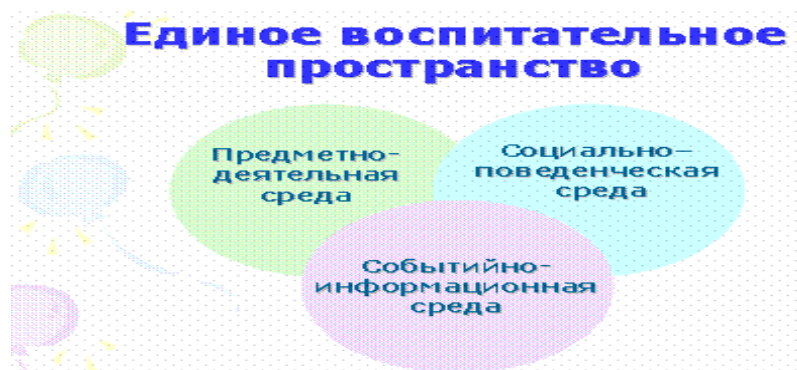 Единое воспитательное
пространство
Предметно-
деятельная
среда
Социально–
поведенческая
среда
Событийно-
информационная
среда